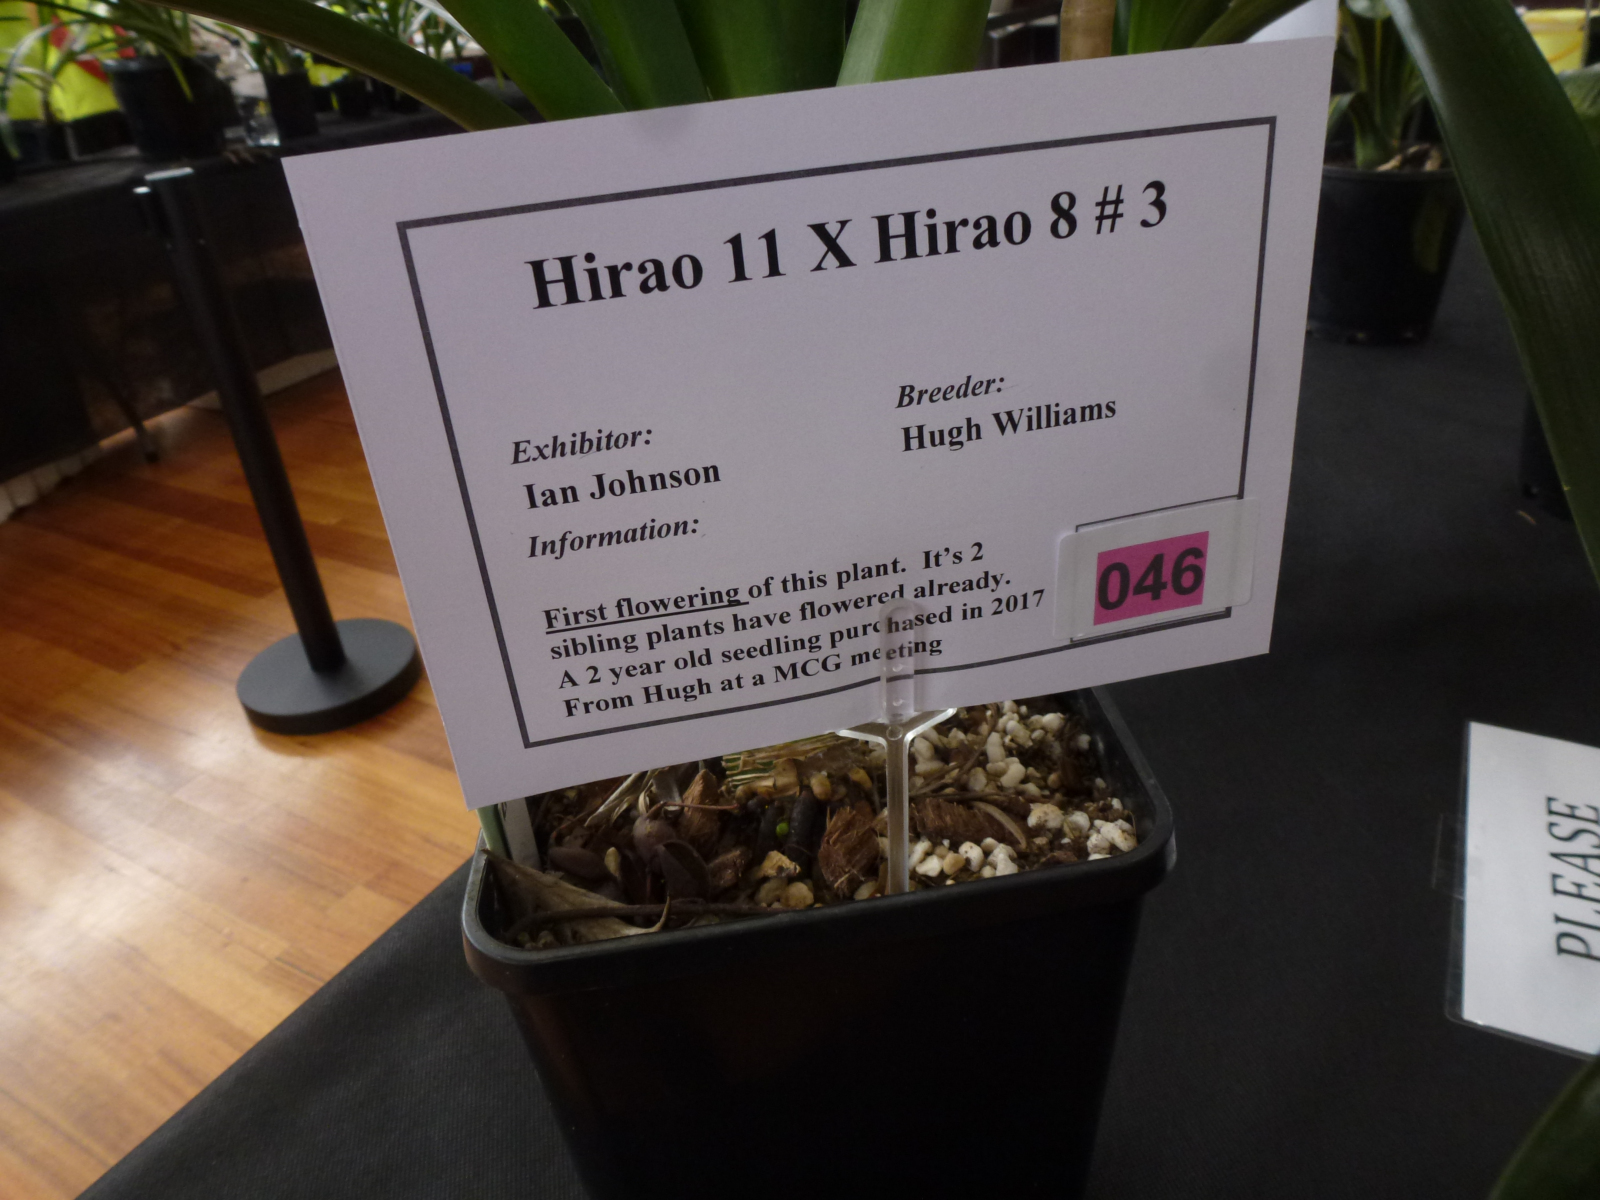 Hirao 11 X Hirao 8 # 3
Breeder:
Hugh Williams
Exhibitor:
Ian Johnson
Information:
First flowering of this plant.  It's 2
sibling plants have flowered already.
A 2 year old seedling purchased in 2017
From Hugh at a MCG meeting
046
PLEASE